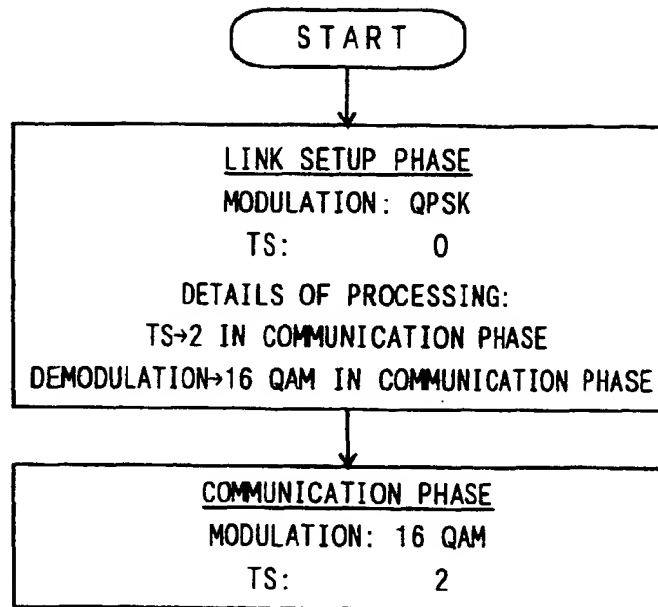 START
LINK SETUP PHASE
MODULATION: QPSK
TS: 0
DETAILS OF PROCESSING:
TS→2 IN COMMUNICATION PHASE
DEMODULATION→16 QAM IN COMMUNICATION PHASE
COMMUNICATION PHASE
MODULATION: 16 QAM
TS: 2